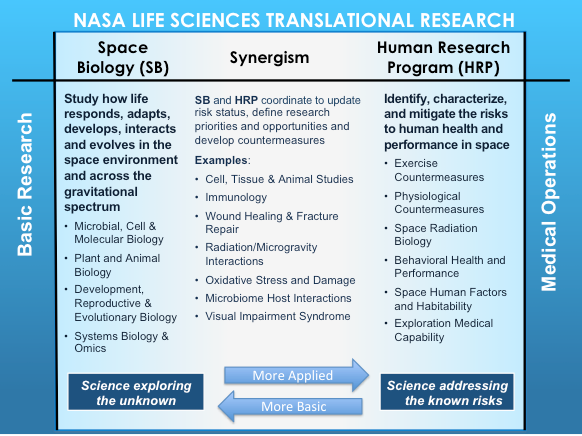 NASA LIFE SCIENCES TRANSLATIONAL RESEARCH
Basic Research
Space
Biology (SB)
Study how life
responds, adapts,
develops, interacts
and evolves in the
space environment
and across the
gravitational
spectrum
• Microbial, Cell &
Molecular Biology
• Plant and Animal
Biology
• Development,
Reproductive &
Evolutionary Biology
• Systems Biology &
Omics
Science exploring
the unknown
Synergism
SB and HRP coordinate to update
risk status, define research
priorities and opportunities and
develop countermeasures
Examples:
• Cell, Tissue & Animal Studies
• Immunology
• Wound Healing & Fracture
Repair
• Radiation/Microgravity
Interactions
• Oxidative Stress and Damage
• Microbiome Host Interactions
• Visual Impairment Syndrome
More Applied
More Basic
Human Research
Program (HRP)
Identify, characterize,
and mitigate the risks
to human health and
performance in space
• Exercise
Countermeasures
• Physiological
Countermeasures
• Space Radiation
Biology
• Behavioral Health and
Performance
• Space Human Factors
and Habitability
• Exploration Medical
Capability
Science addressing
the known risks
Medical Operations